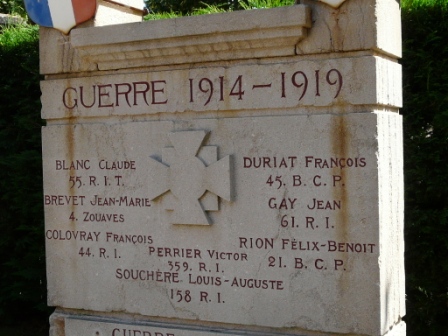 GUERRE 1914-1919
BLANC CLAUDE
55. R. I. T.
BREVET JEAN-MARIE
4. ZOUAVES
COLOVRAY FRANÇOIS
44. R. I.
DURIAT FRANÇOIS
45. B. C. P.
GAY JEAN
61. R. I.
RION FÉLIX-BENOIT
21. B. C. P.
PERRIER VICTOR
359. R. I.
SOUCHÈRE LOUIS-AUGUSTE
158 R. I.
GUERRE